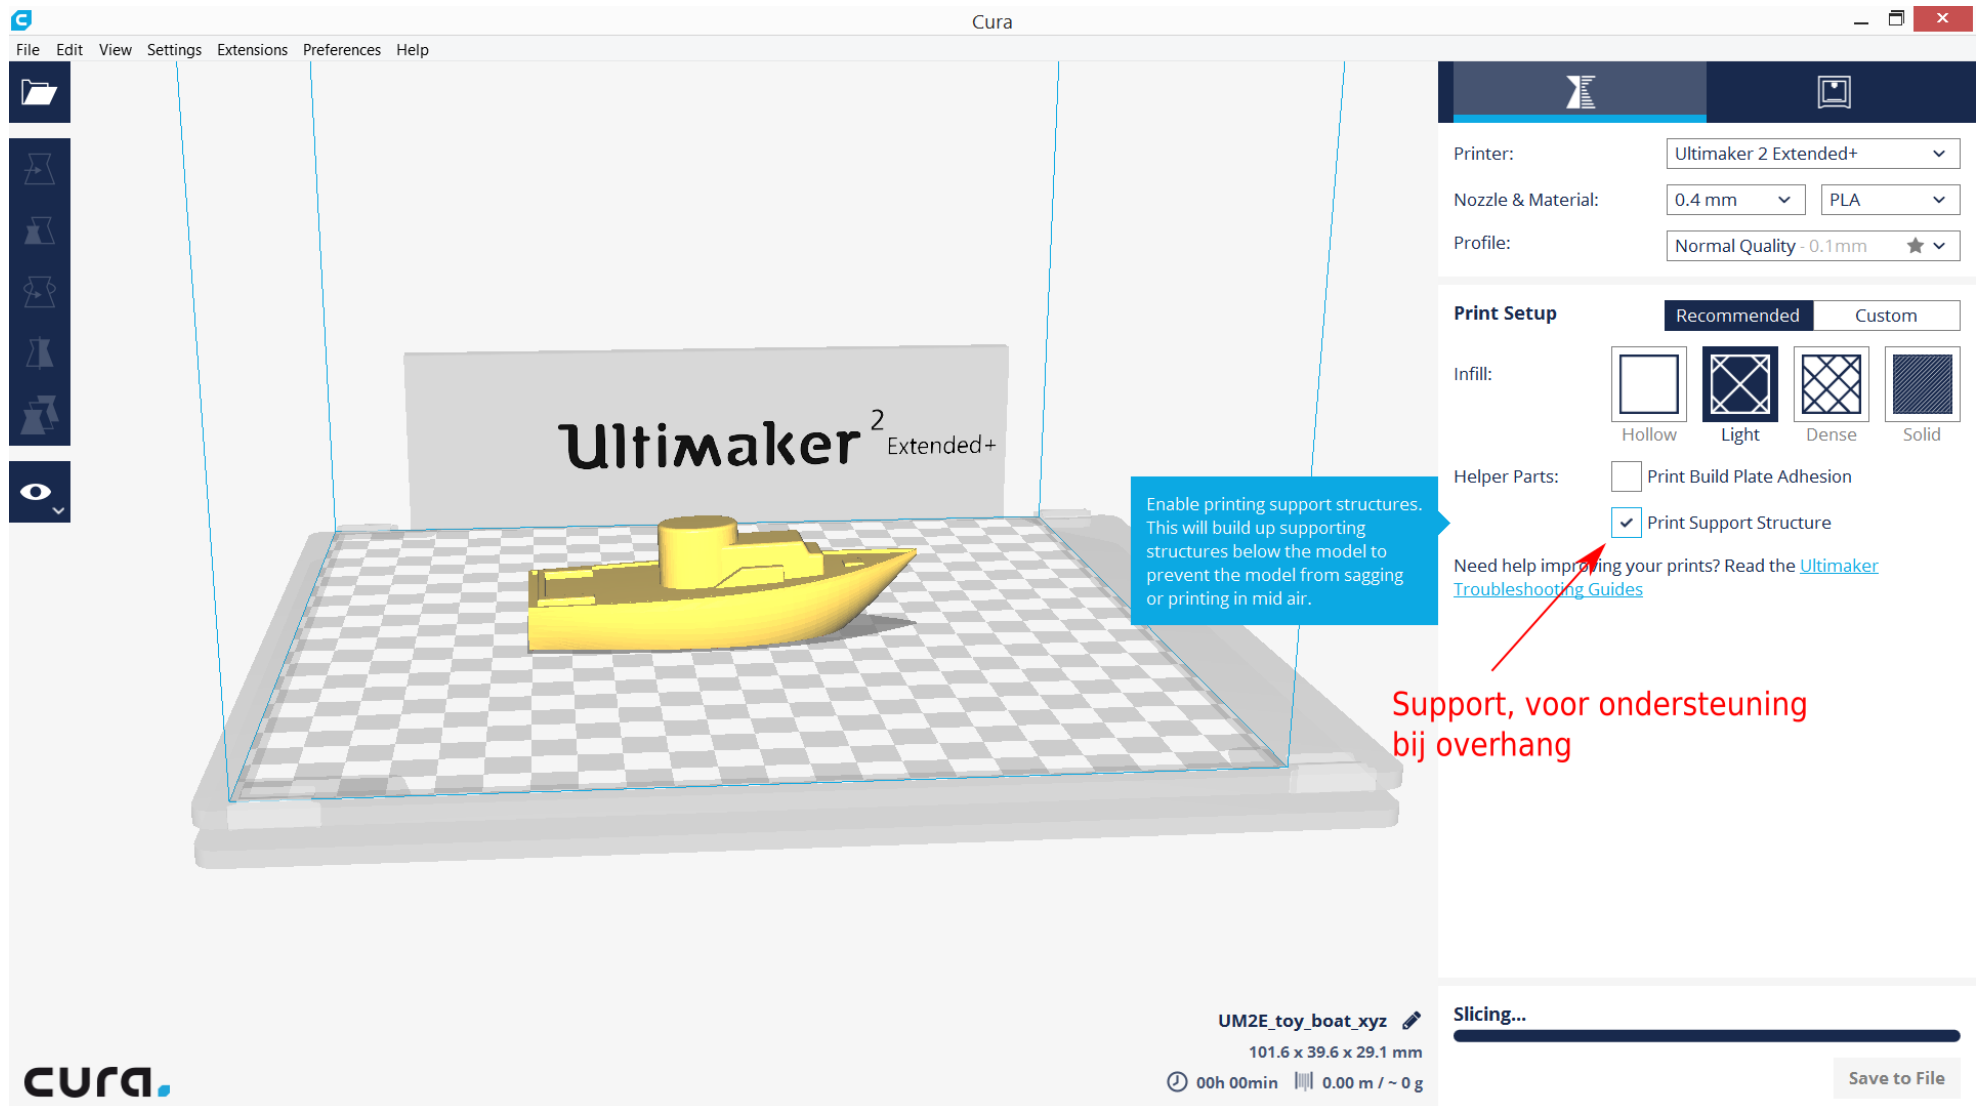 Cura
File Edit View Settings Extensions Preferences Help
Printer:
Ultimaker 2 Extended+
Nozzle & Material:
0.4 mm
PLA
Profile:
Normal Quality - 0.1mm
Print Setup
Recommended
Custom
Infill:
Hollow
Light
Dense
Solid
Helper Parts:
Print Build Plate Adhesion
Print Support Structure
Enable printing support structures.
This will build up supporting
structures below the model to
prevent the model from sagging
or printing in mid air.
Need help improving your prints? Read the Ultimaker
Troubleshooting Guides
Support, voor ondersteuning
bij overhang
Ultimaker 2 Extended+
UM2E_toy_boat_xyz
101.6 x 39.6 x 29.1 mm
00h 00min 0.00 m / ~ 0 g
Slicing...
Save to File
cura.